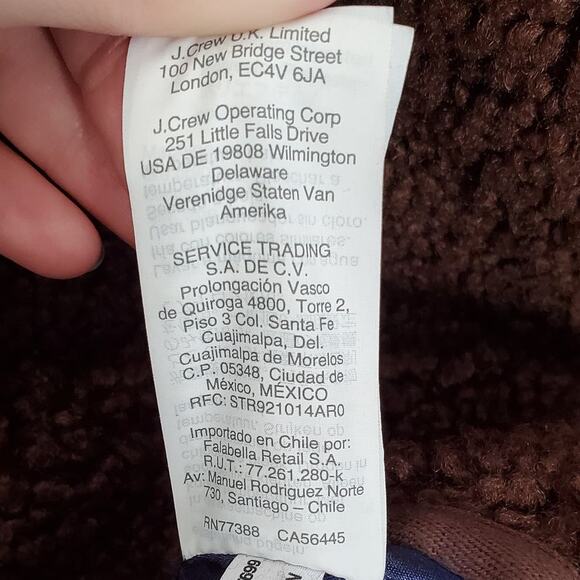 J.Crew U.K. Limited
100 New Bridge Street
London, EC4V 6JA
J.Crew Operating Corp
251 Little Falls Drive
USA DE 19808 Wilmington
Delaware
Verenidge Staten Van
Amerika
SERVICE TRADING
S.A. DE C.V.
Prolongación Vasco
de Quiroga 4800, Torre 2,
Piso 3 Col. Santa Fe
Cuajimalpa, Del.
Cuajimalpa de Morelos
C.P. 05348, Ciudad de
México, MÉXICO
RFC: STR921014AR0
Importado en Chile por:
Falabella Retail S.A.
R.U.T.: 77.261.280-k
Av: Manuel Rodriguez Norte
730, Santiago – Chile
RN77388 CA56445